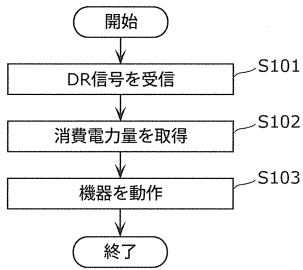 開始
DR信号を受信
S101
消費電力量を取得
S102
機器を動作
S103
終了